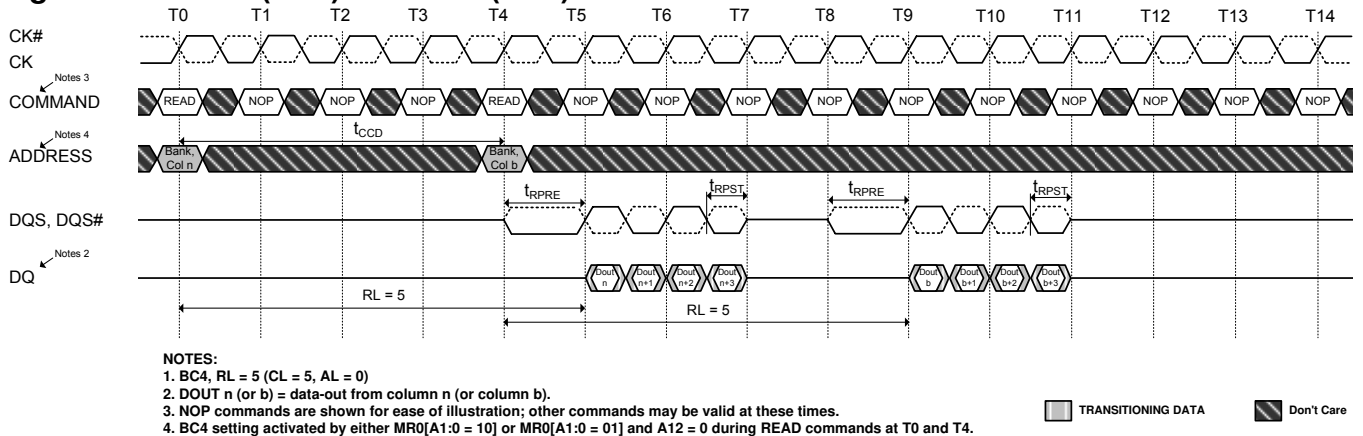 T0 T1 T2 T3 T4 T5 T6 T7 T8 T9 T10 T11 T12 T13 T14
CK#
CK
Notes 3
COMMAND READ NOP NOP NOP READ NOP NOP NOP NOP NOP NOP NOP NOP NOP NOP
tCCD
Notes 4
ADDRESS Bank, Col n Bank, Col b
tRPRE tRPST tRPRE tRPST
DQS, DQS#
Notes 2
DQ Dout n Dout n+1 Dout n+2 Dout n+3 Dout b Dout b+1 Dout b+2 Dout b+3
RL = 5
RL = 5
NOTES:
1. BC4, RL = 5 (CL = 5, AL = 0)
2. DOUT n (or b) = data-out from column n (or column b).
3. NOP commands are shown for ease of illustration; other commands may be valid at these times.
4. BC4 setting activated by either MR0[A1:0 = 10] or MR0[A1:0 = 01] and A12 = 0 during READ commands at T0 and T4.
TRANSITIONING DATA Don't Care